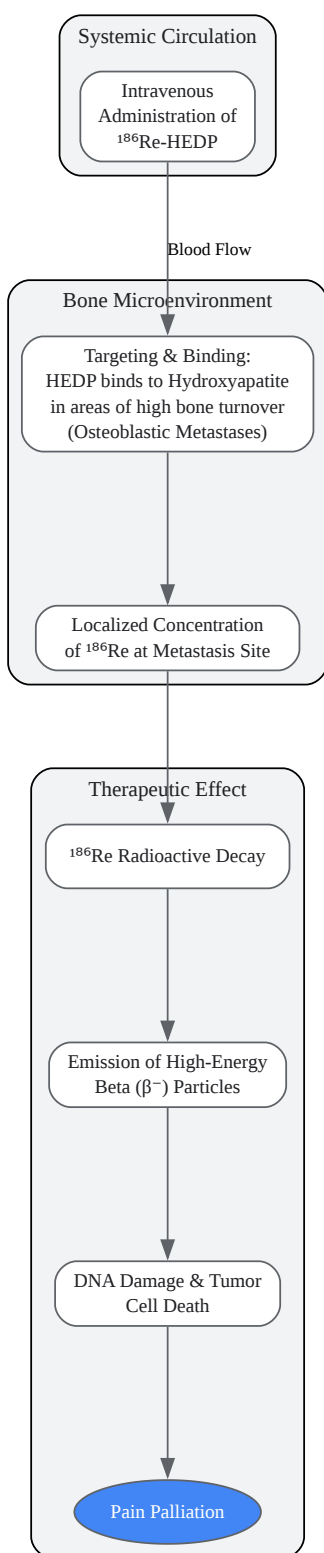 Systemic Circulation
Intravenous
Administration of
¹⁸⁶Re-HEDP
Blood Flow
Bone Microenvironment
Targeting & Binding:
HEDP binds to Hydroxyapatite
in areas of high bone turnover
(Osteoblastic Metastases)
Localized Concentration
of ¹⁸⁶Re at Metastasis Site
Therapeutic Effect
¹⁸⁶Re Radioactive Decay
Emission of High-Energy
Beta (β⁻) Particles
DNA Damage & Tumor
Cell Death
Pain Palliation